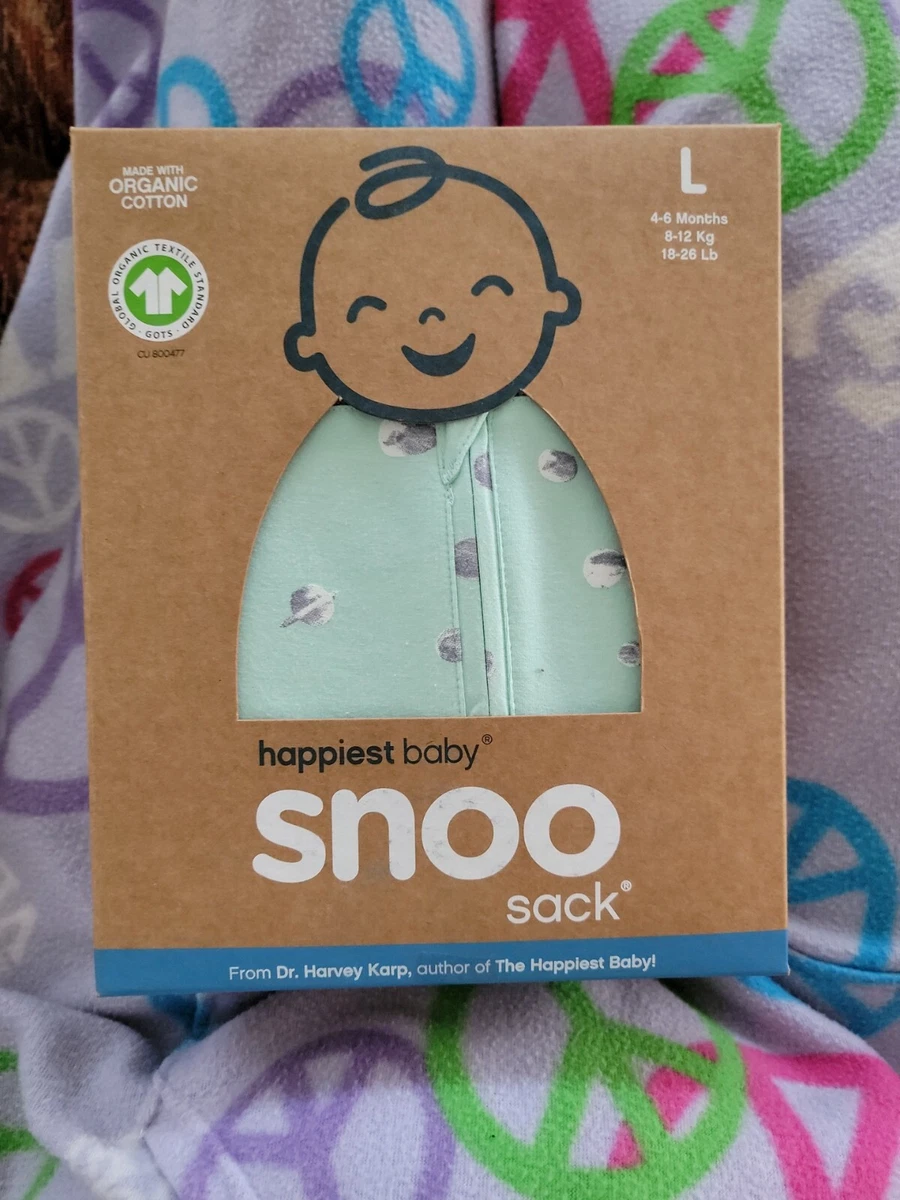 MADE WITH
ORGANIC
COTTON
GLOBAL ORGANIC TEXTILE STANDARD · GOTS ·
CU 800477
L
4-6 Months
8-12 Kg
18-26 Lb
happiest baby®
snoo
sack®
From Dr. Harvey Karp, author of The Happiest Baby!